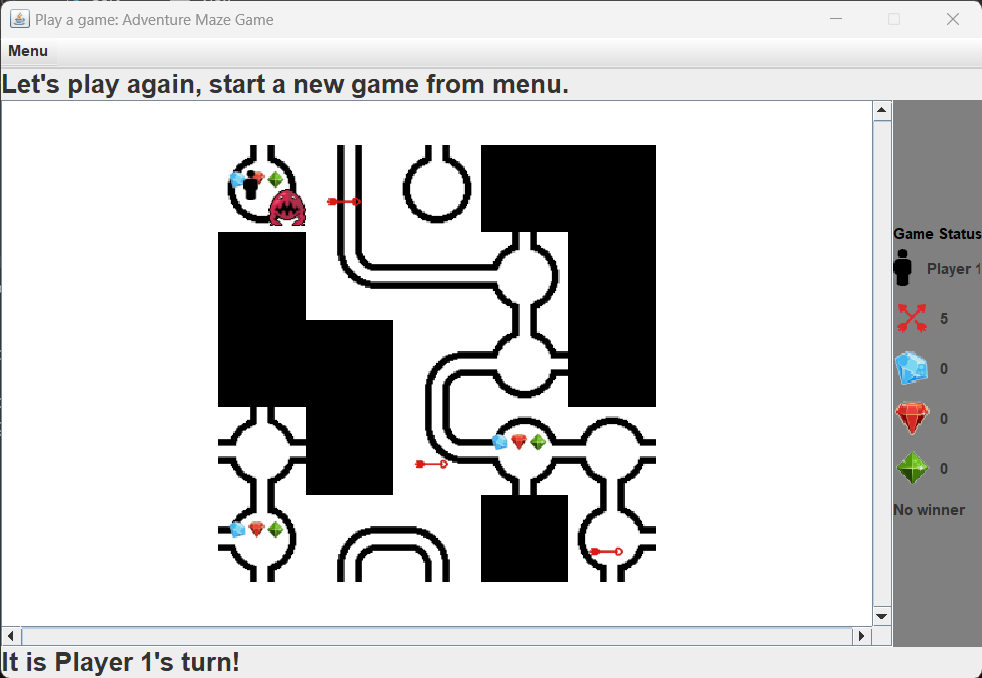 Play a game: Adventure Maze Game
Menu
Let's play again, start a new game from menu.
Game Status
Player 1
5
0
0
0
No winner
It is Player 1's turn!